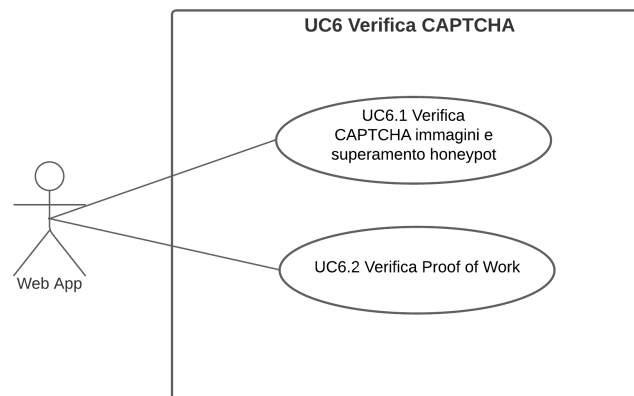 UC6 Verifica CAPTCHA
UC6.1 Verifica
CAPTCHA immagini e
superamento honeypot
UC6.2 Verifica Proof of Work
Web App